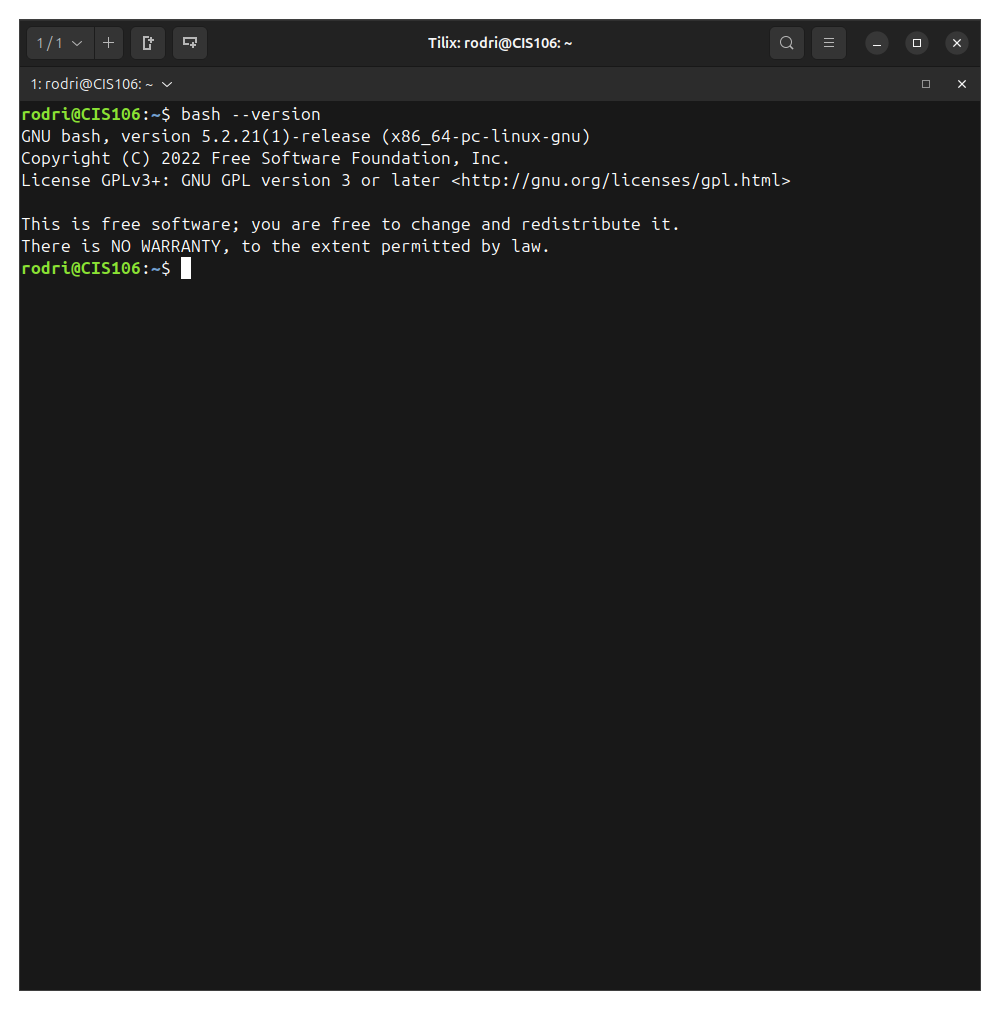 1 / 1
Tilix: rodri@CIS106: ~
1: rodri@CIS106: ~
rodri@CIS106:~$ bash --version
GNU bash, version 5.2.21(1)-release (x86_64-pc-linux-gnu)
Copyright (C) 2022 Free Software Foundation, Inc.
License GPLv3+: GNU GPL version 3 or later <http://gnu.org/licenses/gpl.html>

This is free software; you are free to change and redistribute it.
There is NO WARRANTY, to the extent permitted by law.
rodri@CIS106:~$